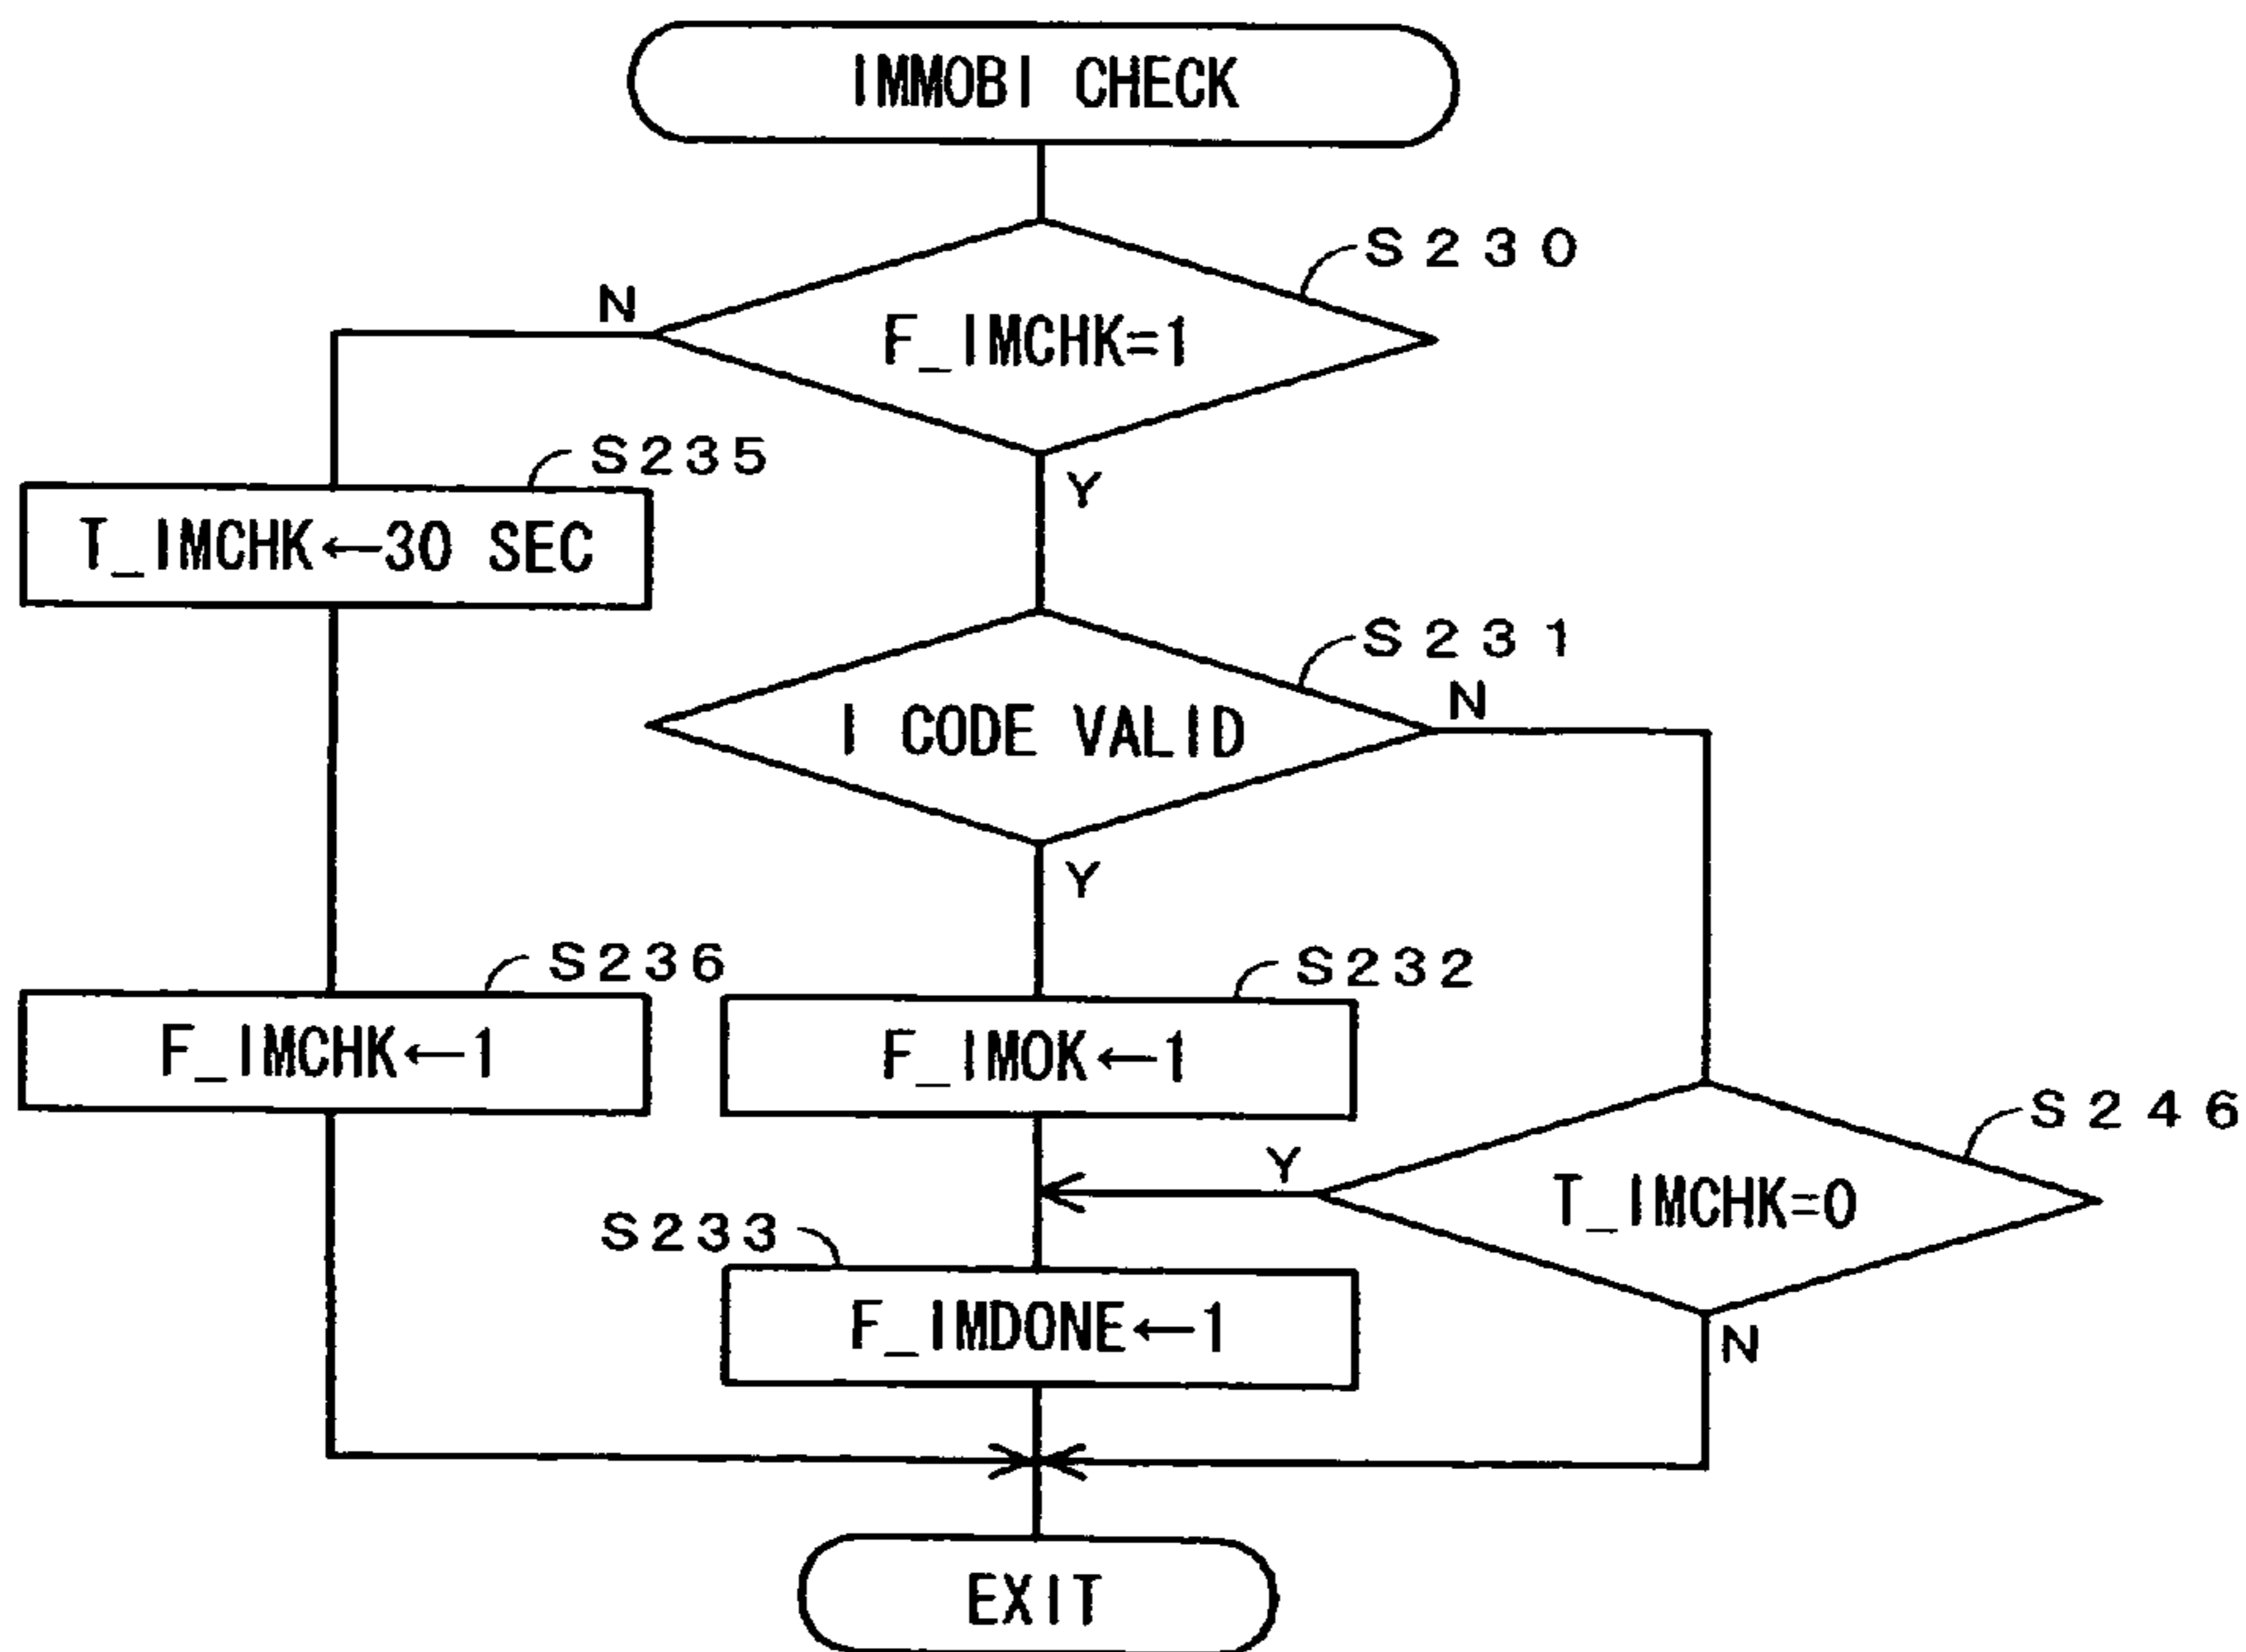 IMMOBI CHECK
S230
N
F_IMCHK=1
S235
Y
T_IMCHK←30 SEC
S231
N
I CODE VALID
Y
S236
S232
F_IMCHK←1
F_IMOK←1
S246
Y
T_IMCHK=0
S233
F_IMDONE←1
N
EXIT